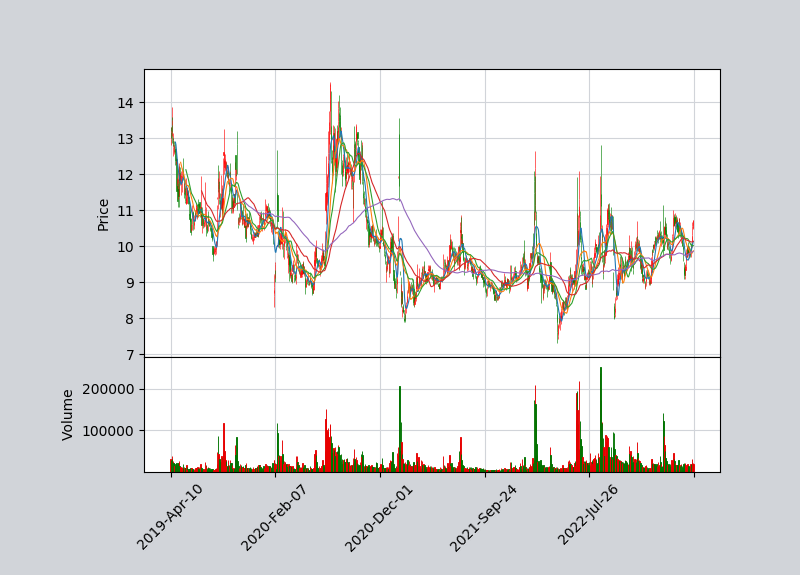 Price
14
13
12
11
10
9
8
7
Volume
200000
100000
2019-Apr-10
2020-Feb-07
2020-Dec-01
2021-Sep-24
2022-Jul-26